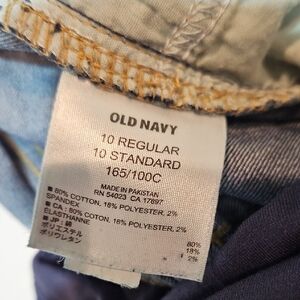 OLD NAVY
10 REGULAR
10 STANDARD
165/100C
MADE IN PAKISTAN
RN 54023 CA 17897
■ 80% COTTON, 18% POLYESTER, 2%
SPANDEX
■ CA : 80% COTON, 18% POLYESTER, 2%
ELASTHANNE
■ JP : 綿 80%
ポリエステル 18%
ポリウレタン 2%